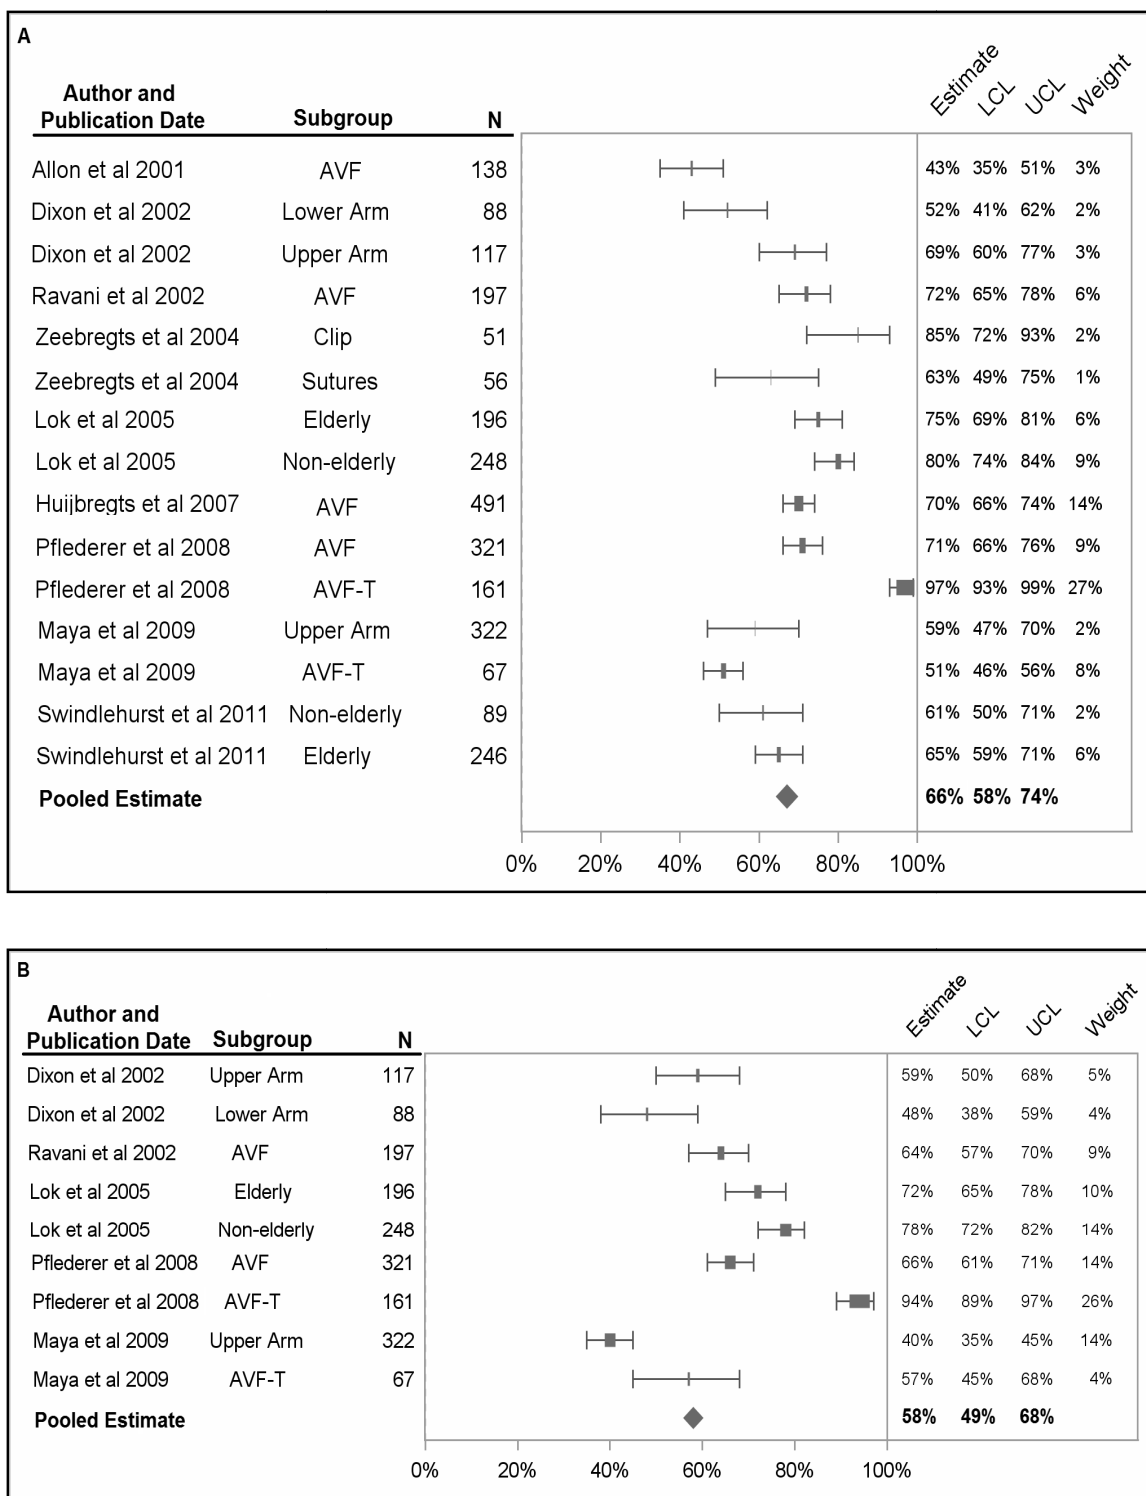 A
Author and
Publication Date Subgroup N Estimate LCL UCL Weight
Allon et al 2001 AVF 138 43% 35% 51% 3%
Dixon et al 2002 Lower Arm 88 52% 41% 62% 2%
Dixon et al 2002 Upper Arm 117 69% 60% 77% 3%
Ravani et al 2002 AVF 197 72% 65% 78% 6%
Zeebregts et al 2004 Clip 51 85% 72% 93% 2%
Zeebregts et al 2004 Sutures 56 63% 49% 75% 1%
Lok et al 2005 Elderly 196 75% 69% 81% 6%
Lok et al 2005 Non-elderly 248 80% 74% 84% 9%
Huijbregts et al 2007 AVF 491 70% 66% 74% 14%
Pflederer et al 2008 AVF 321 71% 66% 76% 9%
Pflederer et al 2008 AVF-T 161 97% 93% 99% 27%
Maya et al 2009 Upper Arm 322 59% 47% 70% 2%
Maya et al 2009 AVF-T 67 51% 46% 56% 8%
Swindlehurst et al 2011 Non-elderly 89 61% 50% 71% 2%
Swindlehurst et al 2011 Elderly 246 65% 59% 71% 6%
Pooled Estimate 66% 58% 74%
0% 20% 40% 60% 80% 100%
B
Author and
Publication Date Subgroup N Estimate LCL UCL Weight
Dixon et al 2002 Upper Arm 117 59% 50% 68% 5%
Dixon et al 2002 Lower Arm 88 48% 38% 59% 4%
Ravani et al 2002 AVF 197 64% 57% 70% 9%
Lok et al 2005 Elderly 196 72% 65% 78% 10%
Lok et al 2005 Non-elderly 248 78% 72% 82% 14%
Pflederer et al 2008 AVF 321 66% 61% 71% 14%
Pflederer et al 2008 AVF-T 161 94% 89% 97% 26%
Maya et al 2009 Upper Arm 322 40% 35% 45% 14%
Maya et al 2009 AVF-T 67 57% 45% 68% 4%
Pooled Estimate 58% 49% 68%
0% 20% 40% 60% 80% 100%